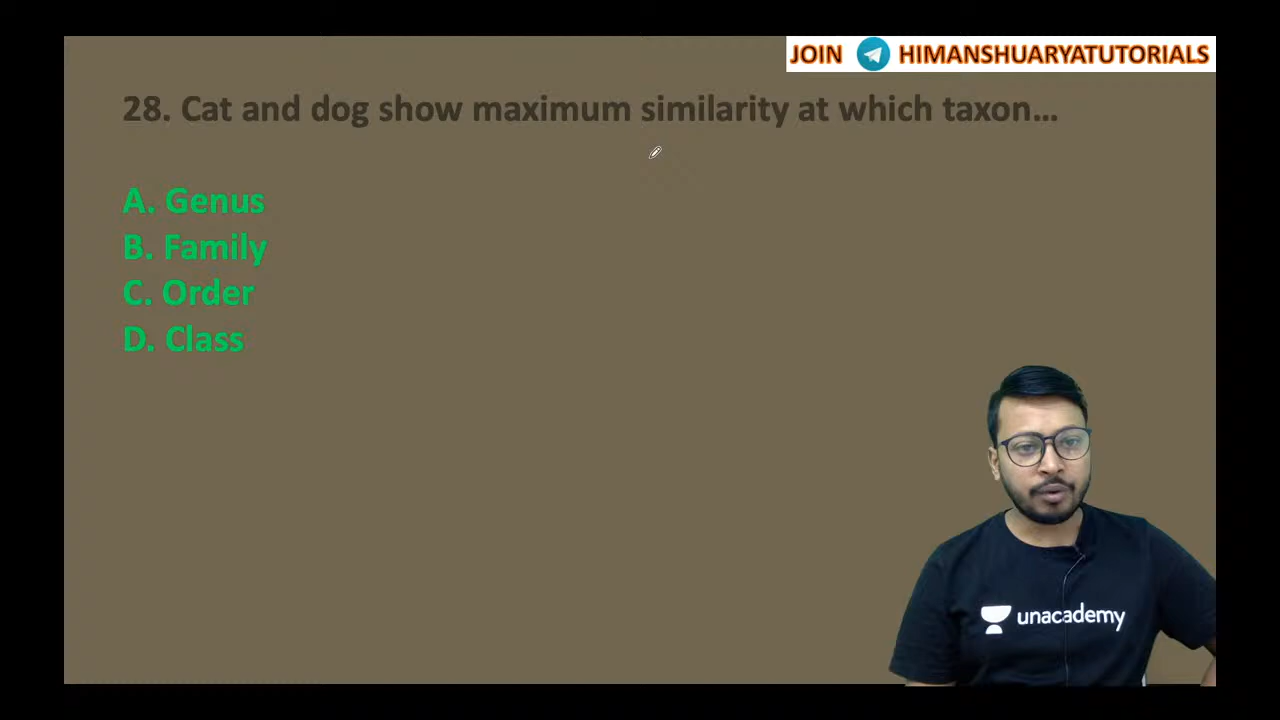 JOIN HIMANSHUARYATUTORIALS
28. Cat and dog show maximum similarity at which taxon...
A. Genus
B. Family
C. Order
D. Class
unacademy